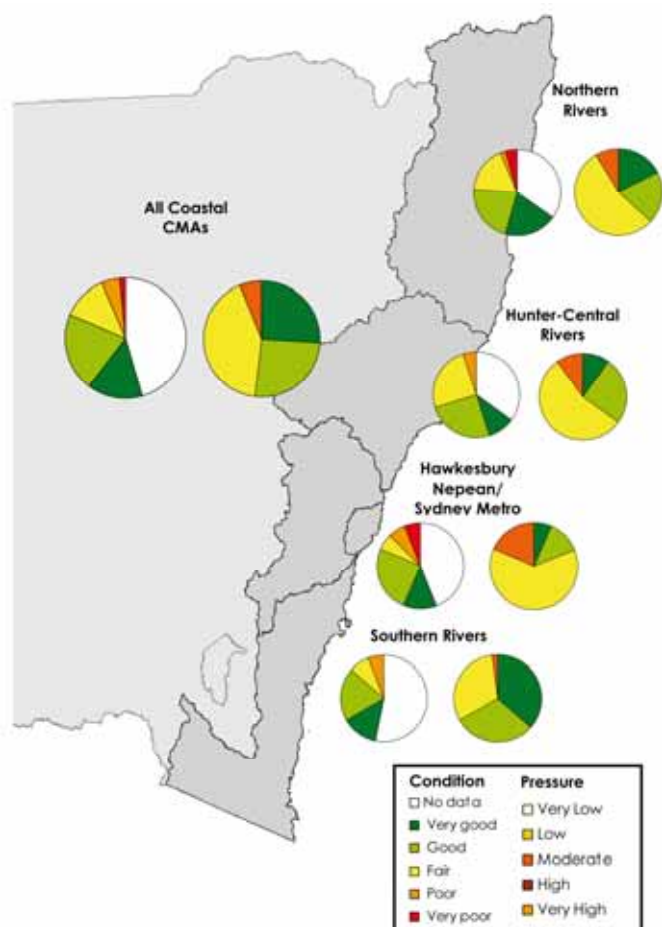 Northern
Rivers
All Coastal
CMAs
Hunter-Central
Rivers
Hawkesbury
Nepean/
Sydney Metro
Southern Rivers
Condition
No data
Very good
Good
Fair
Poor
Very poor
Pressure
Very Low
Low
Moderate
High
Very High